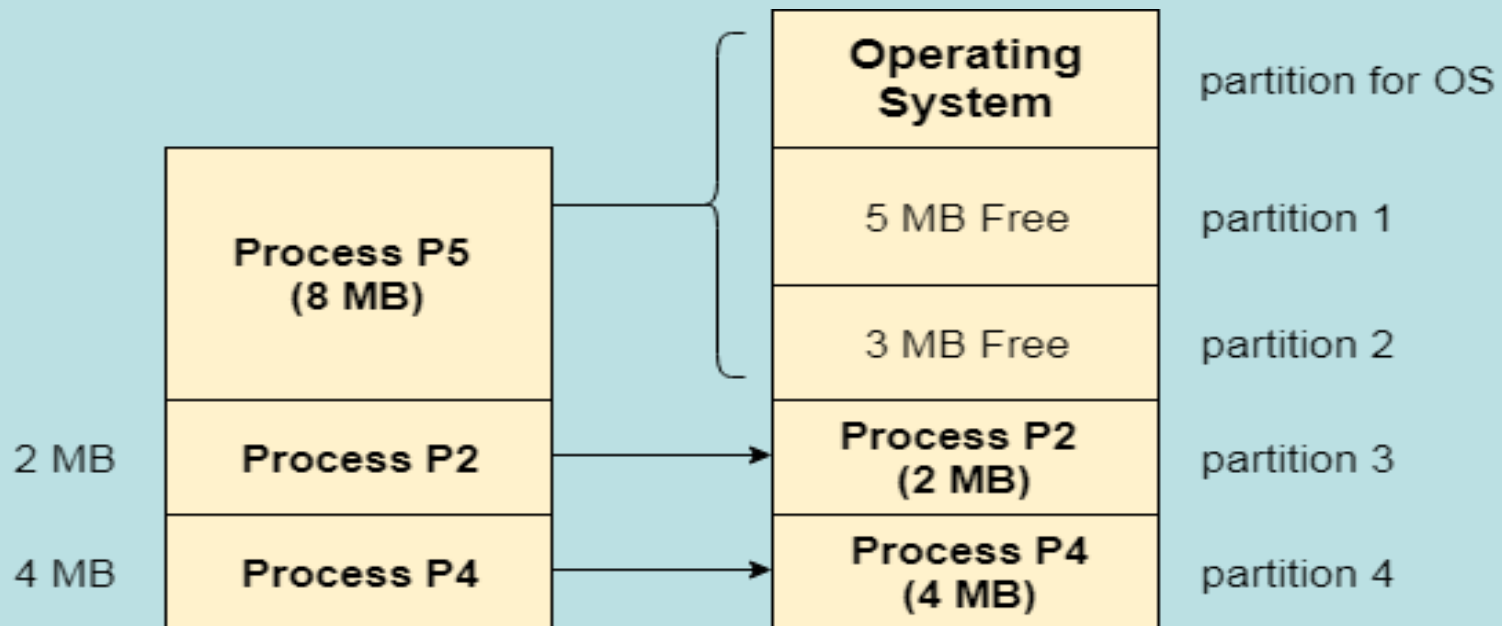 Operating
System
partition for OS
Process P5
(8 MB)
5 MB Free
partition 1
3 MB Free
partition 2
2 MB
Process P2
Process P2
(2 MB)
partition 3
4 MB
Process P4
Process P4
(4 MB)
partition 4